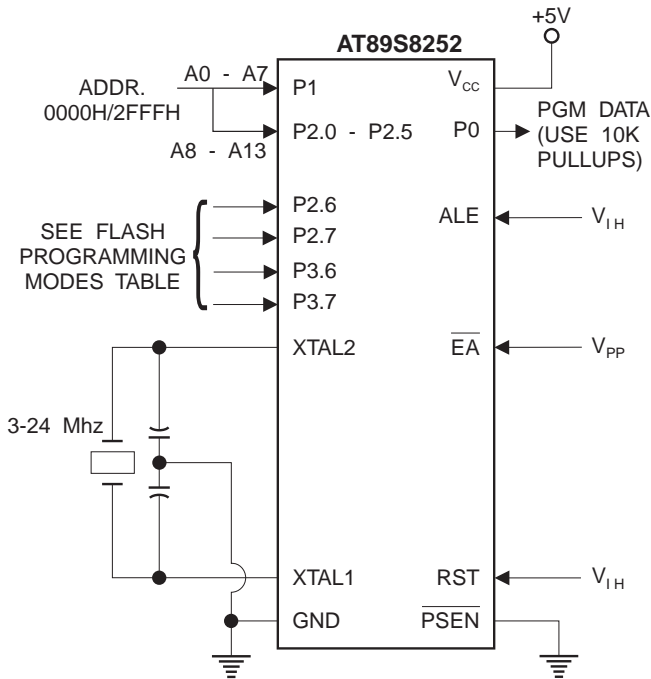 +5V
AT89S8252
A0 - A7
ADDR.
0000H/2FFFH
A8 - A13
P1
P2.0 - P2.5
VCC
P0
PGM DATA
(USE 10K
PULLUPS)
SEE FLASH
PROGRAMMING
MODES TABLE
P2.6
P2.7
P3.6
P3.7
ALE
VI H
XTAL2
EA
VPP
3-24 Mhz
XTAL1
RST
VI H
GND
PSEN